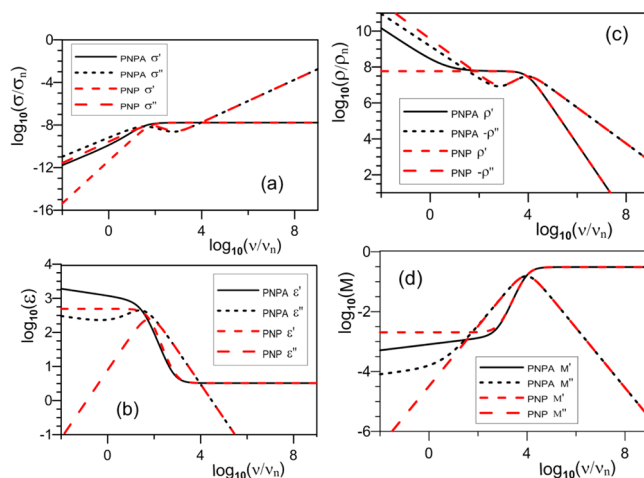 0
-4
-8
-12
-16
log₁₀(σ/σₙ)
PNPA σ'
PNPA σ"
PNP σ'
PNP σ"
(a)
0 4 8
log₁₀(ν/νₙ)
10
8
6
4
2
log₁₀(ρ/ρₙ)
(c)
PNPA ρ'
PNPA -ρ"
PNP ρ'
PNP -ρ"
0 4 8
log₁₀(ν/νₙ)
4
3
2
1
0
-1
log₁₀(ε)
PNPA ε'
PNPA ε"
PNP ε'
PNP ε"
(b)
0 4 8
log₁₀(ν/νₙ)
-0
-2
-4
-6
log₁₀(M)
(d)
PNPA M'
PNPA M"
PNP M'
PNP M"
0 4 8
log₁₀(ν/νₙ)